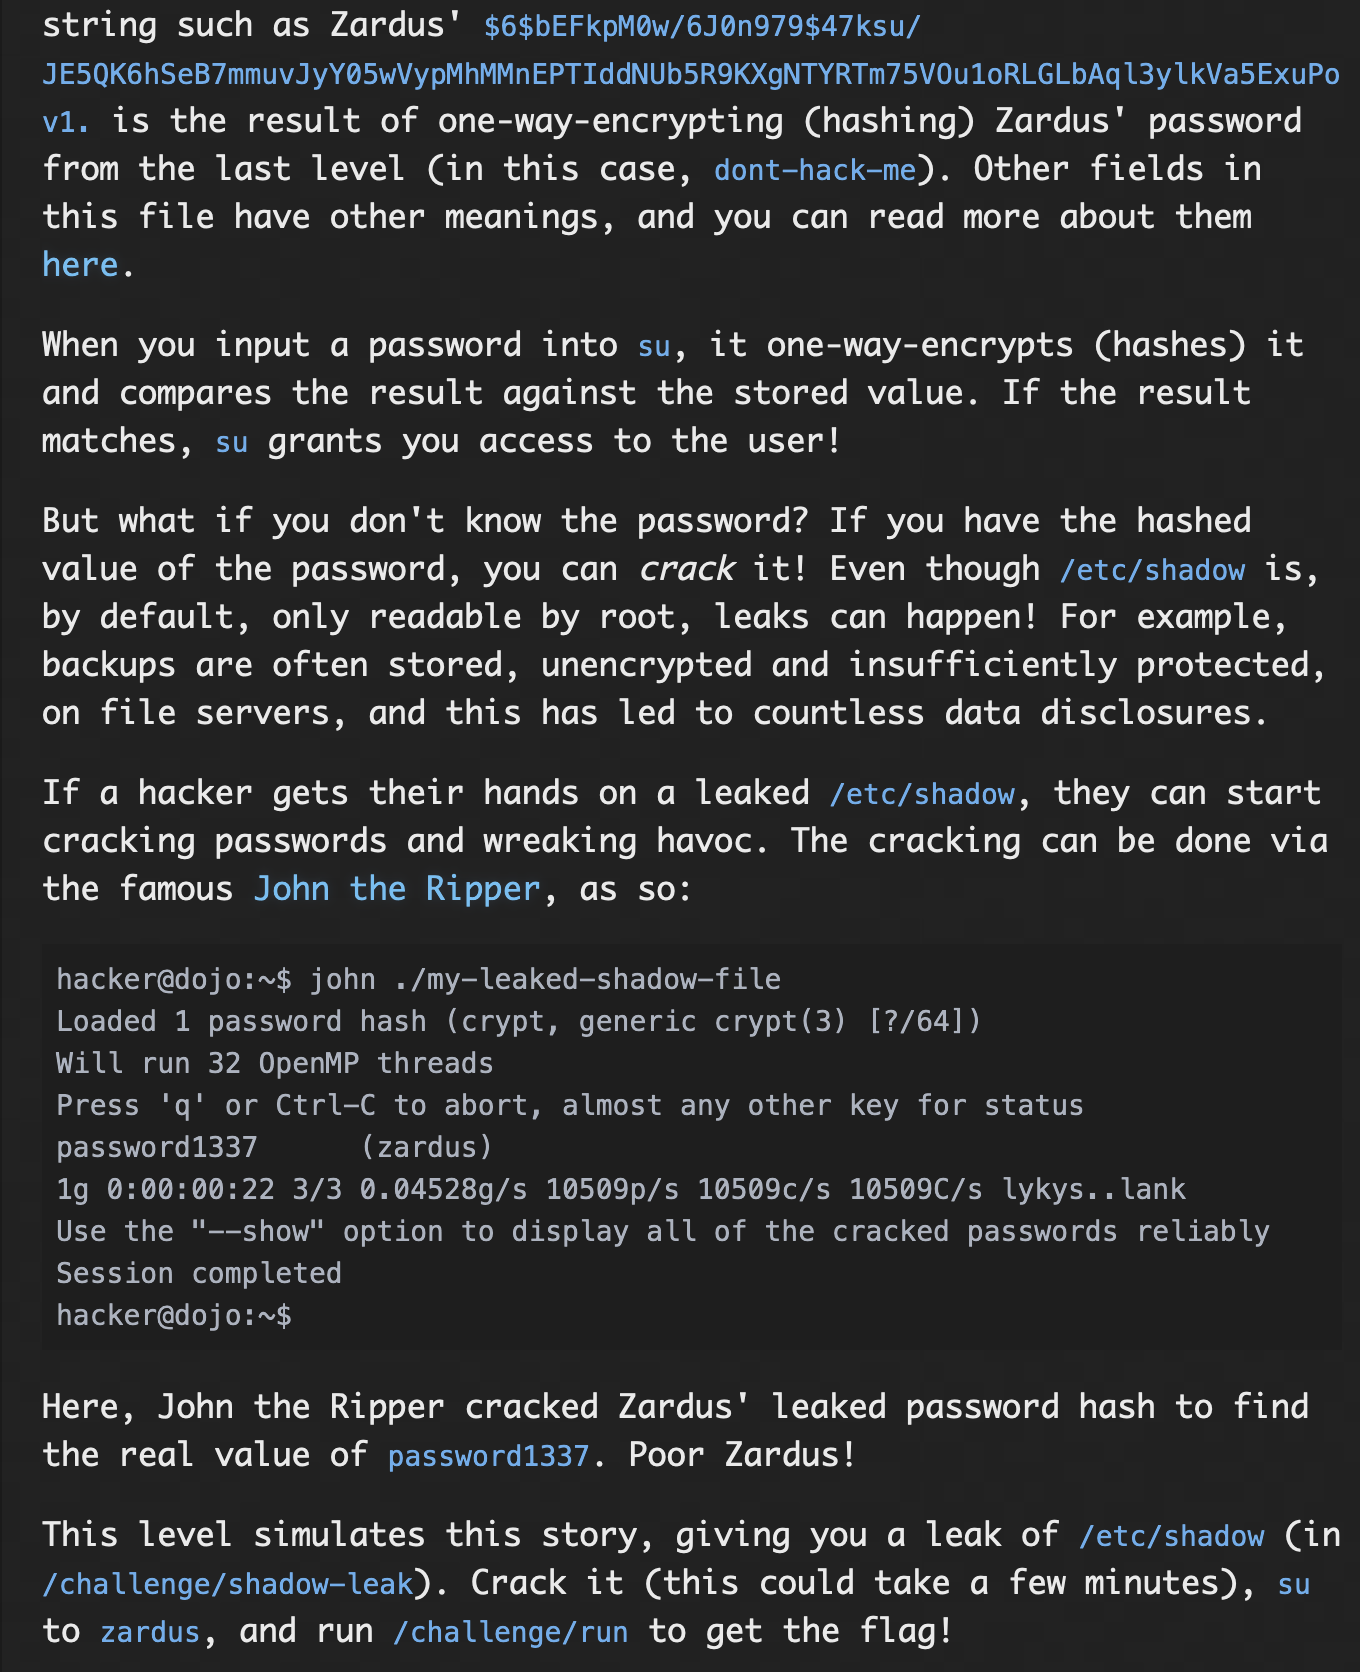 string such as Zardus' $6$bEFkpM0w/6J0n979$47ksu/
JE5QK6hSeB7mmuvJyY05wVypMhMMnEPTIddNUb5R9KXgNTYRTm75VOu1oRLGLbAql3ylkVa5ExuPo
v1. is the result of one-way-encrypting (hashing) Zardus' password
from the last level (in this case, dont-hack-me). Other fields in
this file have other meanings, and you can read more about them
here.
When you input a password into su, it one-way-encrypts (hashes) it
and compares the result against the stored value. If the result
matches, su grants you access to the user!
But what if you don't know the password? If you have the hashed
value of the password, you can crack it! Even though /etc/shadow is,
by default, only readable by root, leaks can happen! For example,
backups are often stored, unencrypted and insufficiently protected,
on file servers, and this has led to countless data disclosures.
If a hacker gets their hands on a leaked /etc/shadow, they can start
cracking passwords and wreaking havoc. The cracking can be done via
the famous John the Ripper, as so:
hacker@dojo:~$ john ./my-leaked-shadow-file
Loaded 1 password hash (crypt, generic crypt(3) [?/64])
Will run 32 OpenMP threads
Press 'q' or Ctrl-C to abort, almost any other key for status
password1337      (zardus)
1g 0:00:00:22 3/3 0.04528g/s 10509p/s 10509c/s 10509C/s lykys..lank
Use the "--show" option to display all of the cracked passwords reliably
Session completed
hacker@dojo:~$
Here, John the Ripper cracked Zardus' leaked password hash to find
the real value of password1337. Poor Zardus!
This level simulates this story, giving you a leak of /etc/shadow (in
/challenge/shadow-leak). Crack it (this could take a few minutes), su
to zardus, and run /challenge/run to get the flag!